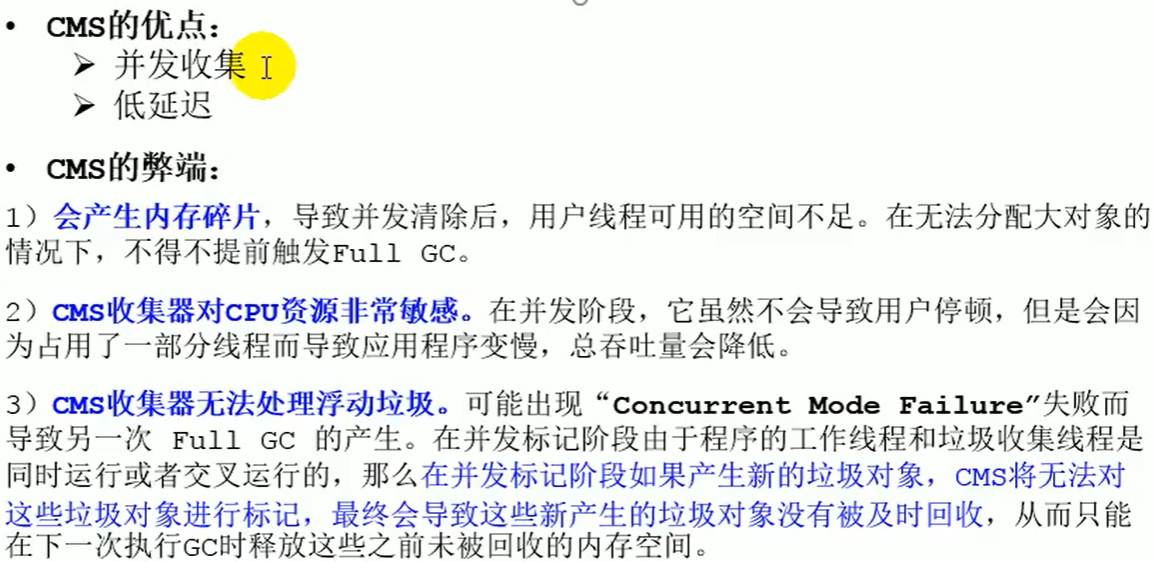 • CMS的优点：
➢ 并发收集
➢ 低延迟
• CMS的弊端：
1）会产生内存碎片，导致并发清除后，用户线程可用的空间不足。在无法分配大对象的
情况下，不得不提前触发Full GC。
2）CMS收集器对CPU资源非常敏感。在并发阶段，它虽然不会导致用户停顿，但是会因
为占用了一部分线程而导致应用程序变慢，总吞吐量会降低。
3）CMS收集器无法处理浮动垃圾。可能出现“Concurrent Mode Failure”失败而
导致另一次 Full GC 的产生。在并发标记阶段由于程序的工作线程和垃圾收集线程是
同时运行或者交叉运行的，那么在并发标记阶段如果产生新的垃圾对象，CMS将无法对
这些垃圾对象进行标记，最终会导致这些新产生的垃圾对象没有被及时回收，从而只能
在下一次执行GC时释放这些之前未被回收的内存空间。